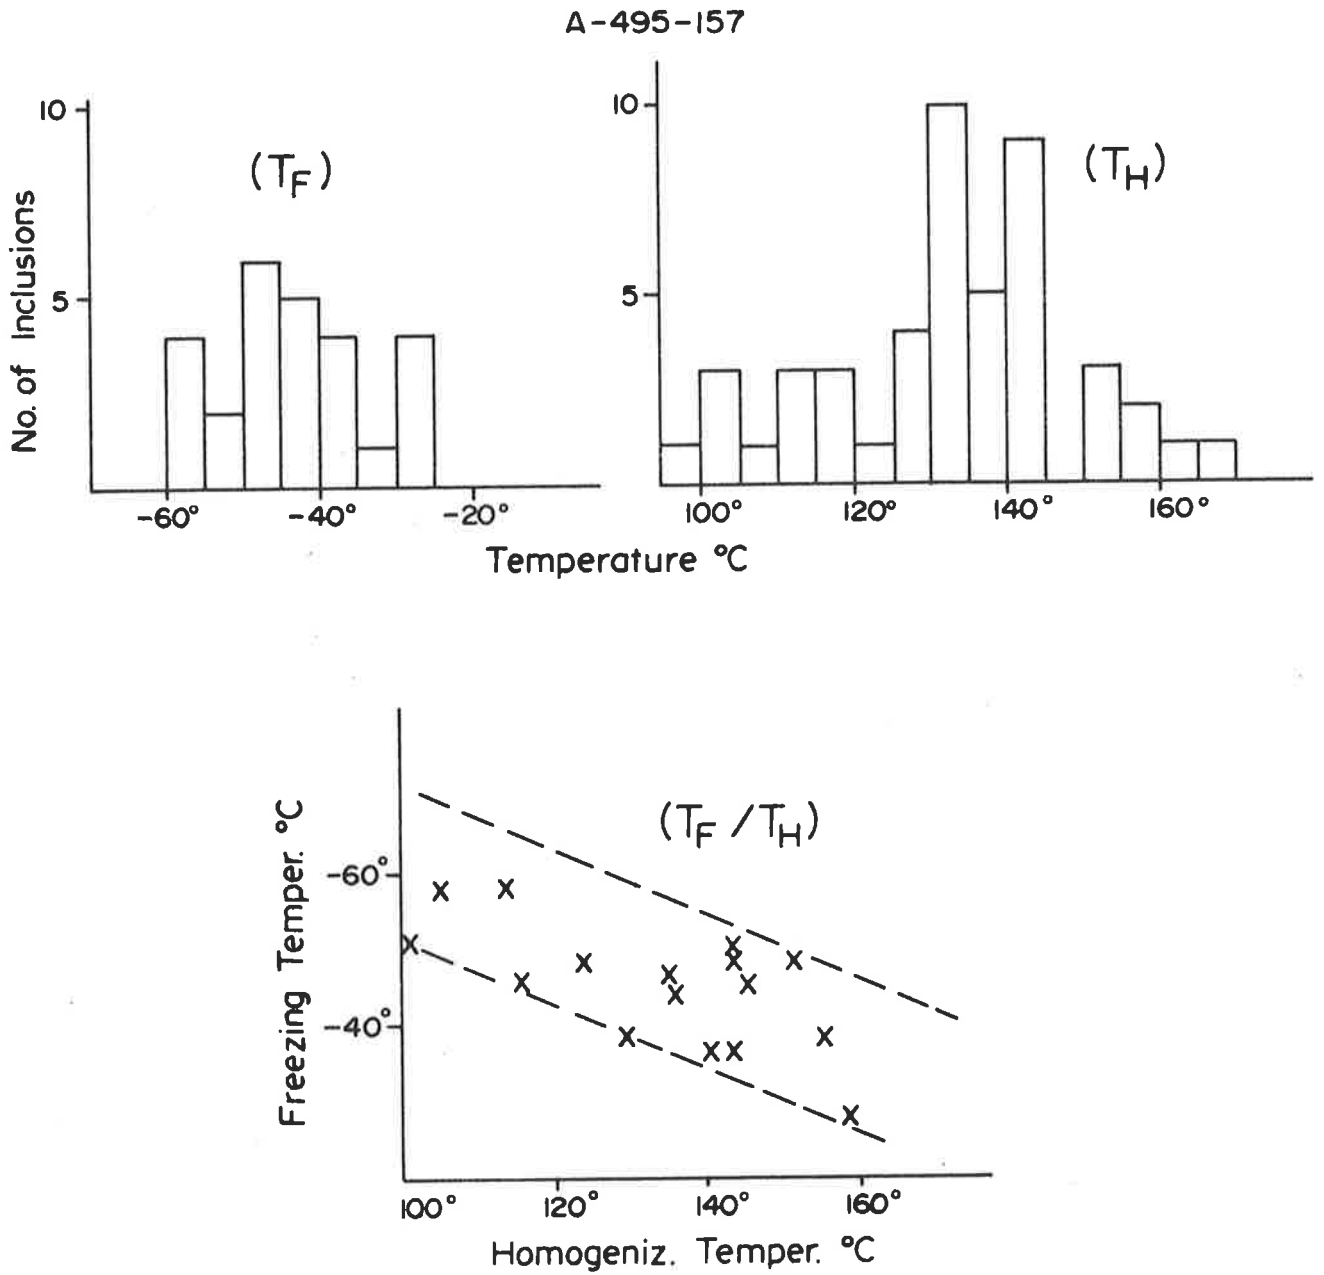 A-495-157
10
(TF)
5
No. of Inclusions
-60° -40° -20°
10
(TH)
5
100° 120° 140° 160°
Temperature °C
(TF/TH)
-60°
-40°
Freezing Temper. °C
100° 120° 140° 160°
Homogeniz. Temper. °C